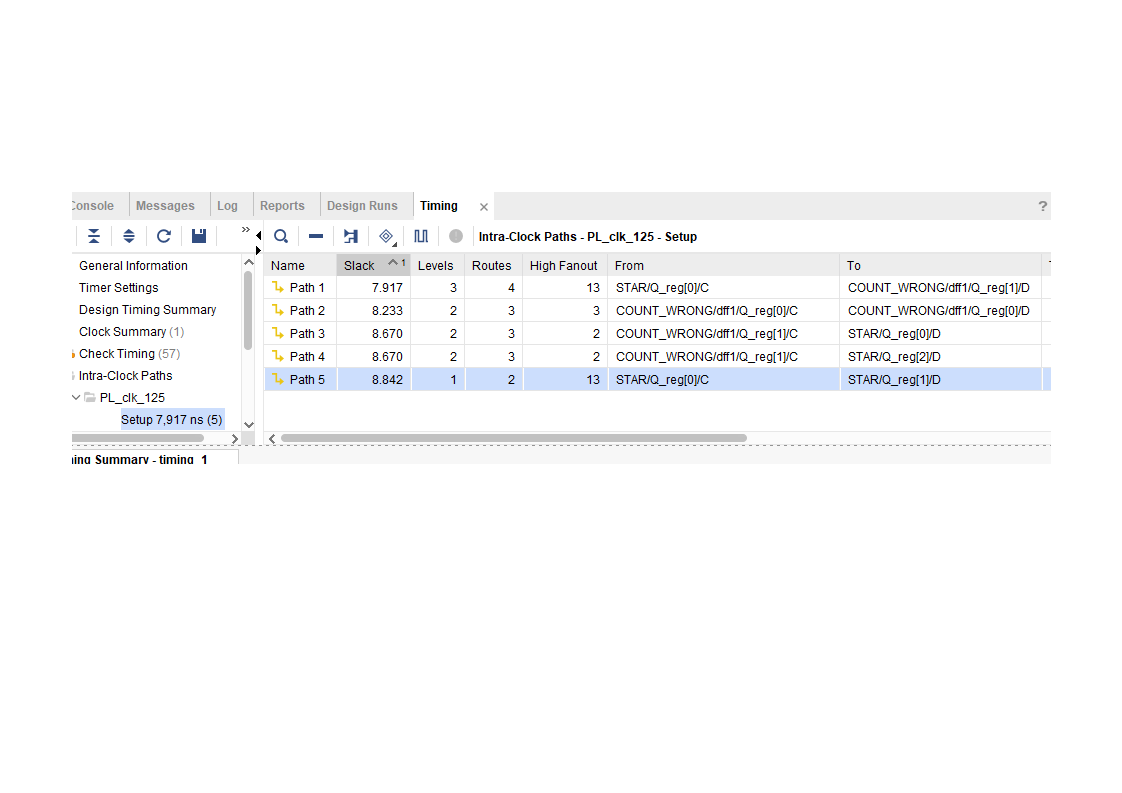 Console Messages Log Reports Design Runs Timing ?
» Intra-Clock Paths - PL_clk_125 - Setup
General Information
Timer Settings
Design Timing Summary
Clock Summary (1)
Check Timing (57)
Intra-Clock Paths
PL_clk_125
Setup 7,917 ns (5)
Name Slack 1 Levels Routes High Fanout From To
Path 1 7.917 3 4 13 STAR/Q_reg[0]/C COUNT_WRONG/dff1/Q_reg[1]/D
Path 2 8.233 2 3 3 COUNT_WRONG/dff1/Q_reg[0]/C COUNT_WRONG/dff1/Q_reg[0]/D
Path 3 8.670 2 3 2 COUNT_WRONG/dff1/Q_reg[1]/C STAR/Q_reg[0]/D
Path 4 8.670 2 3 2 COUNT_WRONG/dff1/Q_reg[1]/C STAR/Q_reg[2]/D
Path 5 8.842 1 2 13 STAR/Q_reg[0]/C STAR/Q_reg[1]/D
ing Summary - timing_1